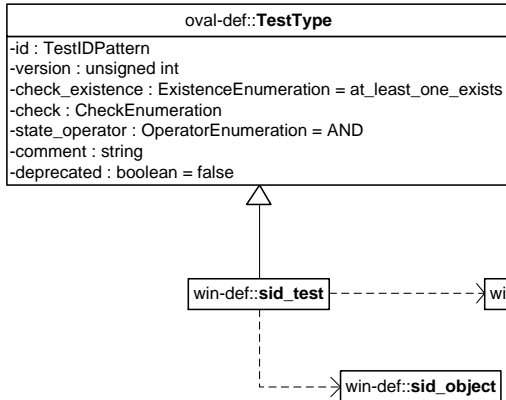 oval-def::TestType
-id : TestIDPattern
-version : unsigned int
-check_existence : ExistenceEnumeration = at_least_one_exists
-check : CheckEnumeration
-state_operator : OperatorEnumeration = AND
-comment : string
-deprecated : boolean = false
win-def::sid_test
win-def::sid_object